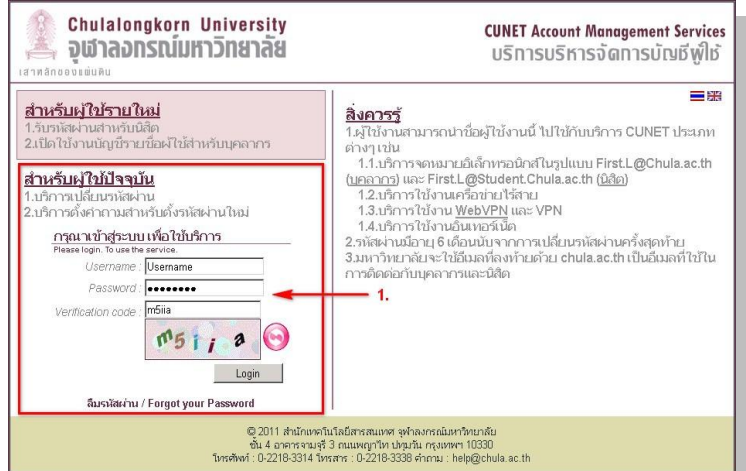 Chulalongkorn University
จุฬาลงกรณ์มหาวิทยาลัย
เสาหลักของแผ่นดิน
CUNET Account Management Services
บริการบริหารจัดการบัญชีผู้ใช้
สำหรับผู้ใช้รายใหม่
1.รับรหัสผ่านสำหรับนิสิต
2.เปิดใช้งานบัญชีรายชื่อผู้ใช้สำหรับบุคลากร
สำหรับผู้ใช้ปัจจุบัน
1.บริการเปลี่ยนรหัสผ่าน
2.บริการตั้งคำถามสำหรับตั้งรหัสผ่านใหม่
กรุณาเข้าสู่ระบบ เพื่อใช้บริการ
Please login. To use the service.
Username : Username
Password : ••••••••
Verification code : m5iia
m5iia
Login
ลืมรหัสผ่าน / Forgot your Password
1.
สิ่งควรรู้
1.ผู้ใช้งานสามารถนำชื่อผู้ใช้งานนี้ ไปใช้กับบริการ CUNET ประเภท
ต่างๆ เช่น
1.1.บริการจดหมายอิเล็กทรอนิกส์ในรูปแบบ First.L@Chula.ac.th
(บุคลากร) และ First.L@Student.Chula.ac.th (นิสิต)
1.2.บริการใช้งานเครือข่ายไร้สาย
1.3.บริการใช้งาน WebVPN และ VPN
1.4.บริการใช้งานอินเทอร์เน็ต
2.รหัสผ่านมีอายุ 6 เดือนนับจากการเปลี่ยนรหัสผ่านครั้งสุดท้าย
3.มหาวิทยาลัยจะใช้อีเมลที่ลงท้ายด้วย chula.ac.th เป็นอีเมลที่ใช้ใน
การติดต่อกับบุคลากรและนิสิต
© 2011 สำนักเทคโนโลยีสารสนเทศ จุฬาลงกรณ์มหาวิทยาลัย
ชั้น 4 อาคารจามจุรี 3 ถนนพญาไท ปทุมวัน กรุงเทพฯ 10330
โทรศัพท์ : 0-2218-3314 โทรสาร : 0-2218-3338 คำถาม : help@chula.ac.th